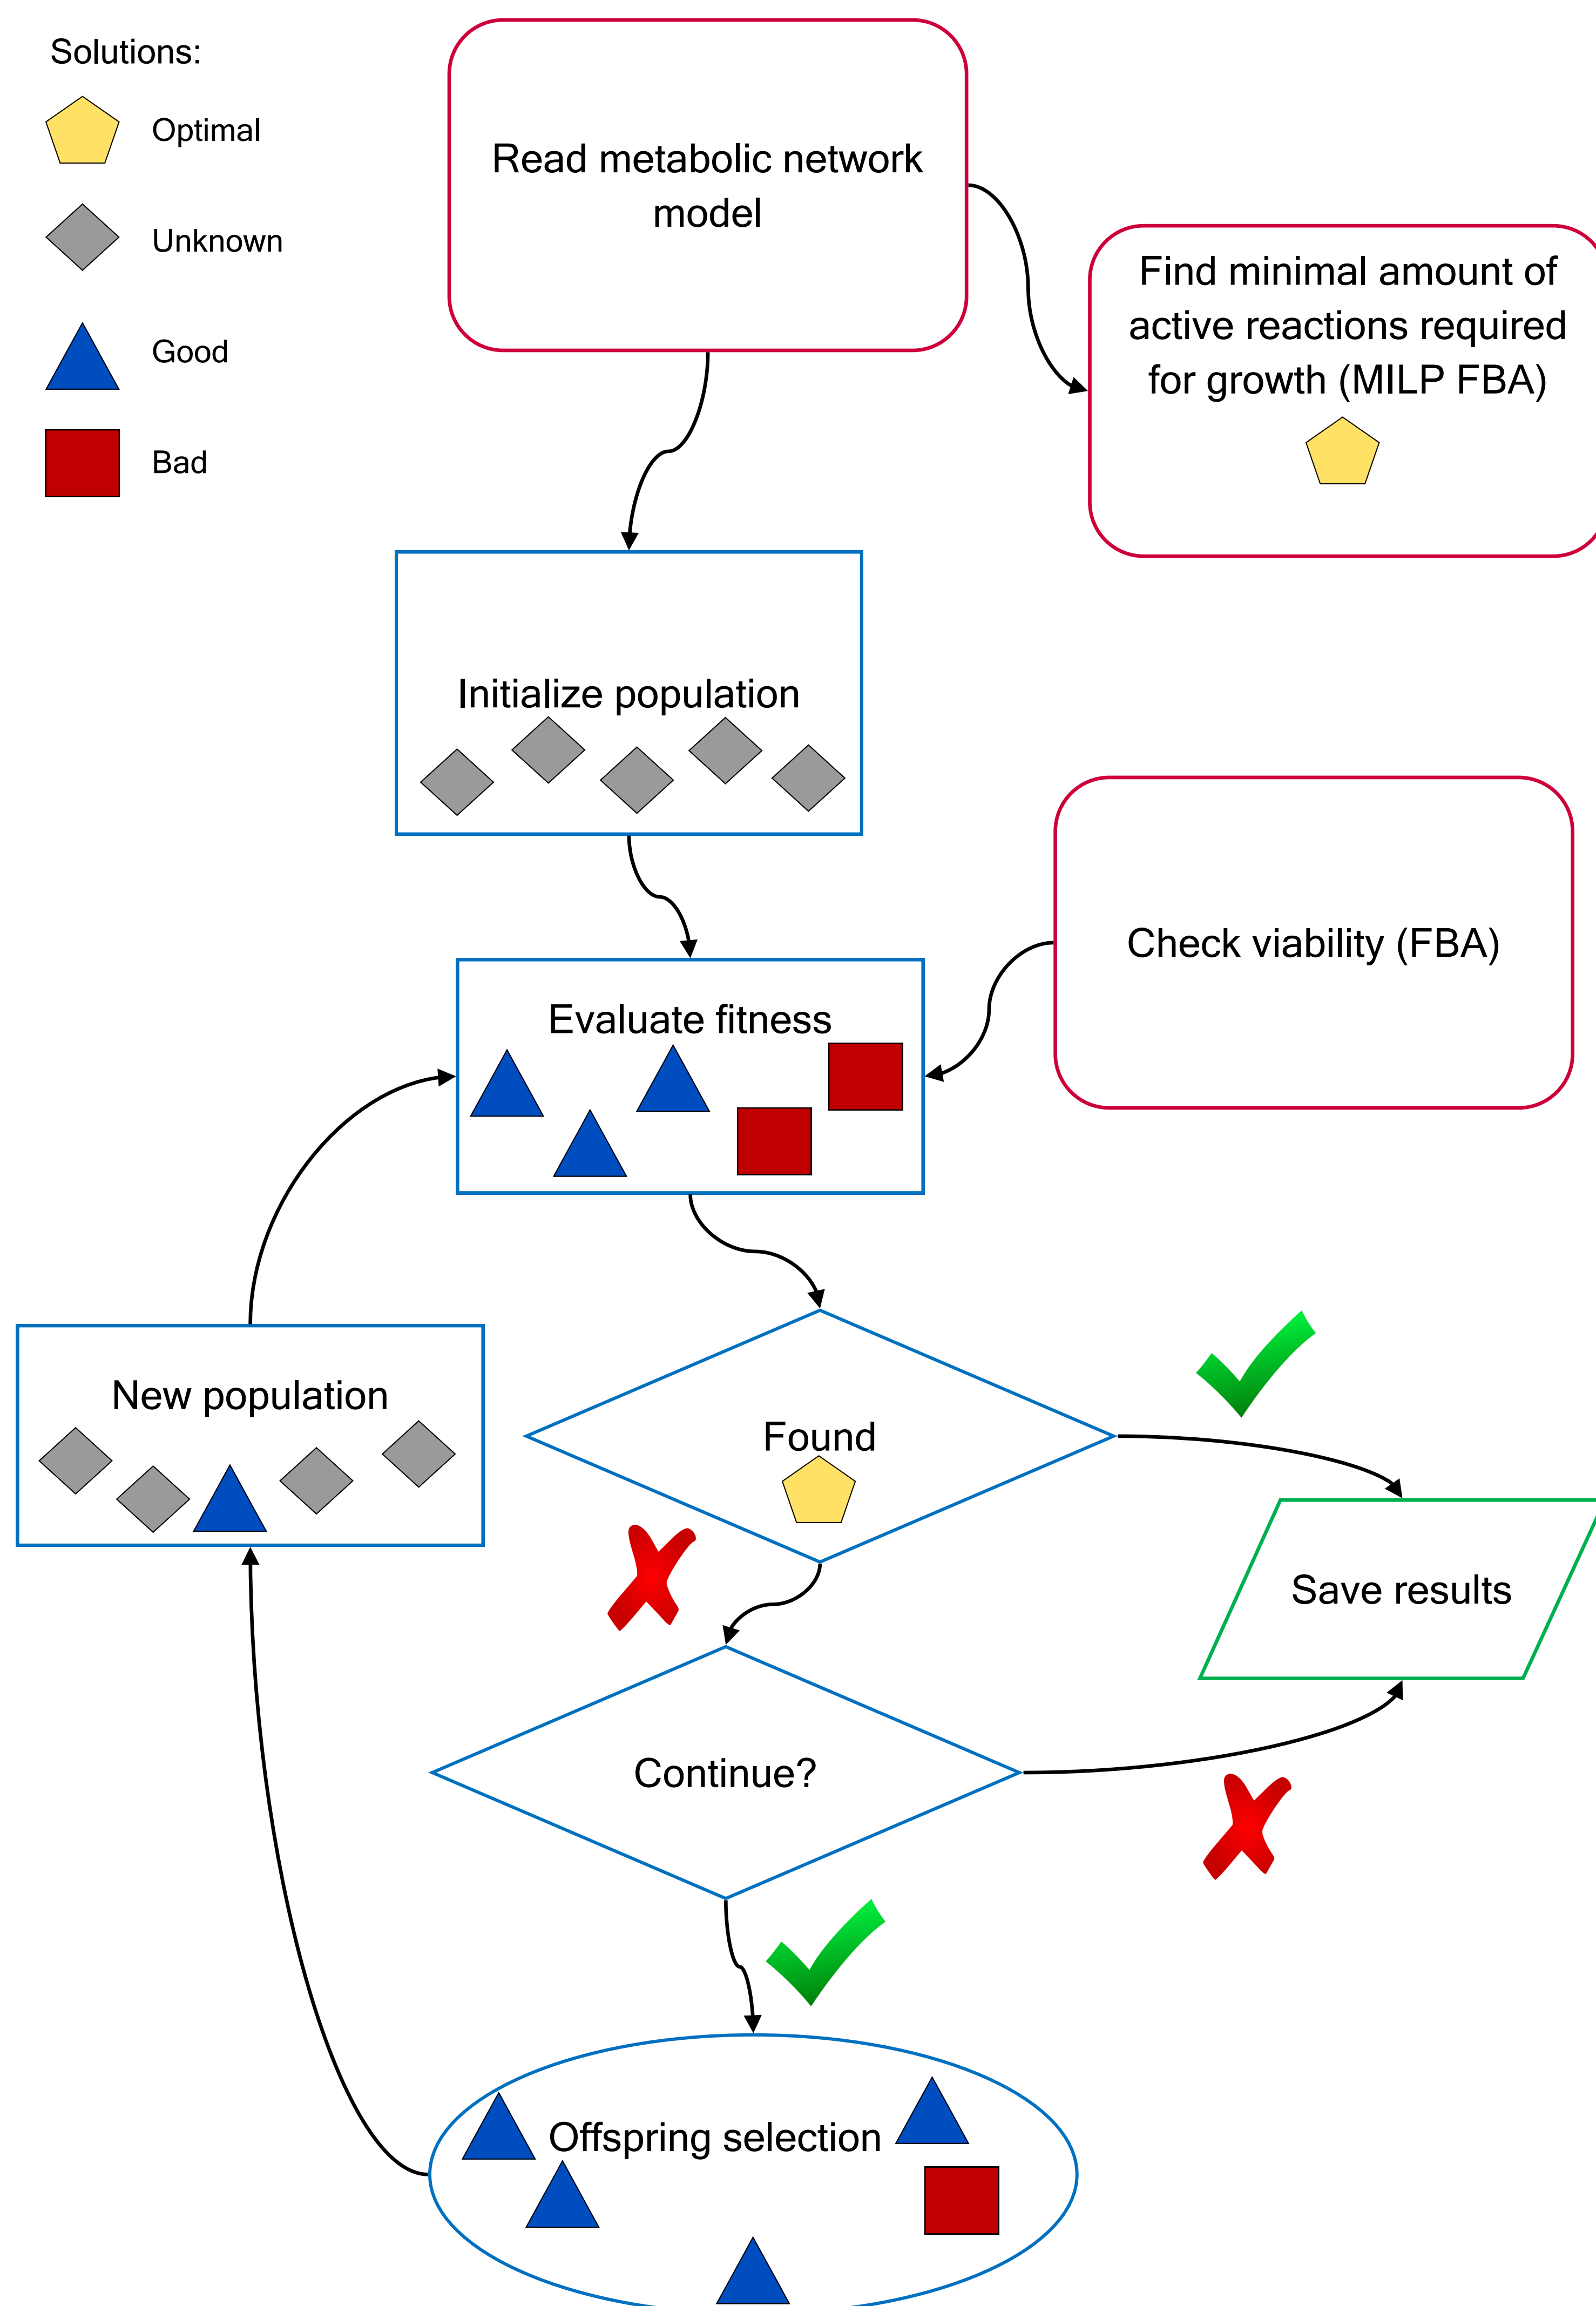 Solutions:
Optimal
Unknown
Good
Bad
Read metabolic network
model
Find minimal amount of
active reactions required
for growth (MILP FBA)
Initialize population
Check viability (FBA)
Evaluate fitness
New population
Found
Save results
Continue?
Offspring selection